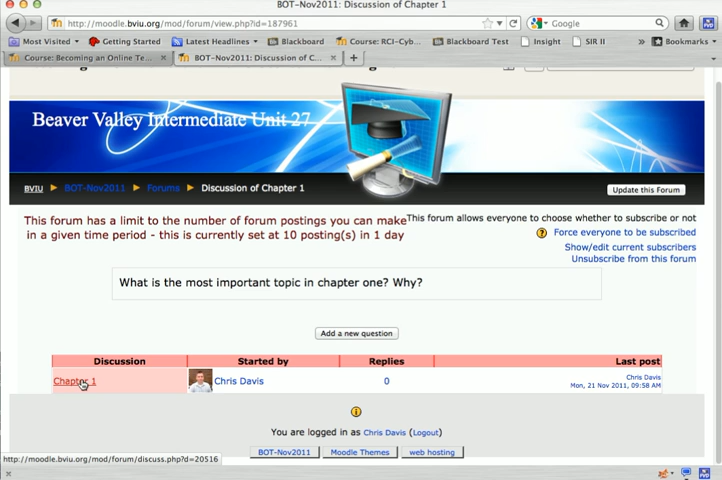 BOT-Nov2011: Discussion of Chapter 1
http://moodle.bviu.org/mod/forum/view.php?id=187961
Google
Most Visited
Getting Started
Latest Headlines
Blackboard
Course: RCI-Cyb...
Blackboard Test
Insight
SIR II
»
Bookmarks
Course: Becoming an Online Te...
BOT-Nov2011: Discussion of C...
Beaver Valley Intermediate Unit 27
BVIU ► BOT-Nov2011 ► Forums ► Discussion of Chapter 1
Update this Forum
This forum has a limit to the number of forum postings you can make
in a given time period - this is currently set at 10 posting(s) in 1 day
This forum allows everyone to choose whether to subscribe or not
Force everyone to be subscribed
Show/edit current subscribers
Unsubscribe from this forum
What is the most important topic in chapter one? Why?
Add a new question
Discussion Started by Replies Last post
Chapter 1 Chris Davis 0 Chris Davis
Mon, 21 Nov 2011, 09:58 AM
You are logged in as Chris Davis (Logout)
BOT-Nov2011 Moodle Themes web hosting
http://moodle.bviu.org/mod/forum/discuss.php?d=20516